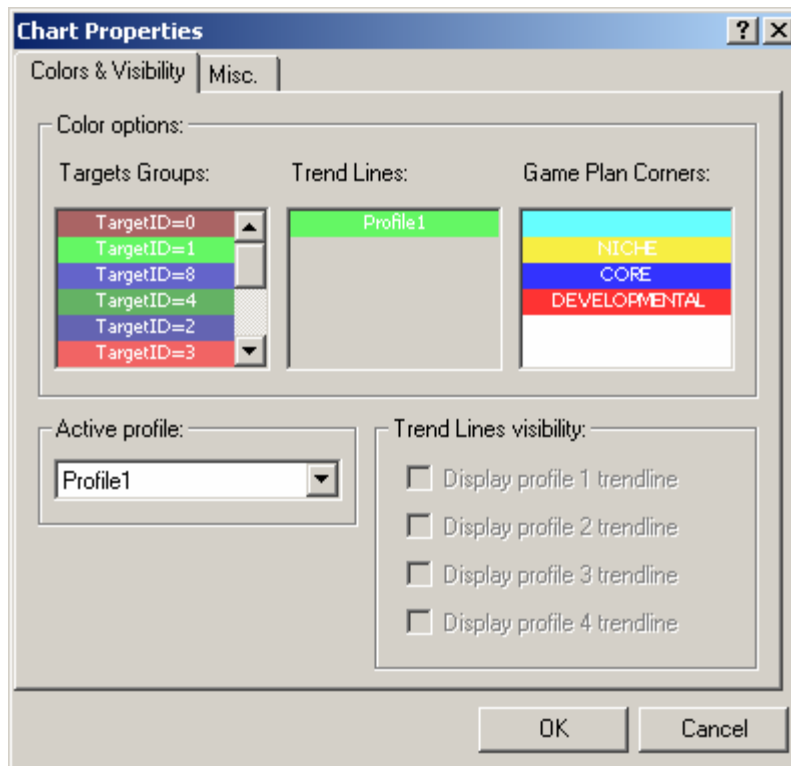 Chart Properties
Colors & Visibility
Misc.
Color options:
Targets Groups:
TargetID=0
TargetID=1
TargetID=8
TargetID=4
TargetID=2
TargetID=3
Trend Lines:
Profile1
Game Plan Corners:
NICHE
CORE
DEVELOPMENTAL
Active profile:
Profile1
Trend Lines visibility:
Display profile 1 trendline
Display profile 2 trendline
Display profile 3 trendline
Display profile 4 trendline
OK
Cancel